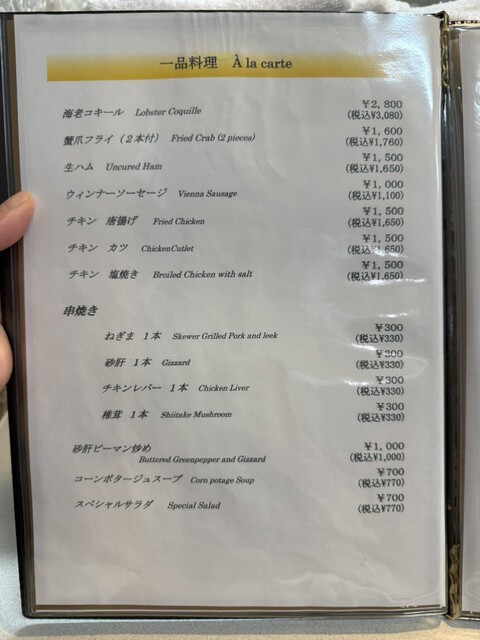 一品料理 À la carte
海老コキール Lobster Coquille ￥2,800
(税込¥3,080)
蟹爪フライ（2本付） Fried Crab (2 pieces) ￥1,600
(税込¥1,760)
生ハム Uncured Ham ￥1,500
(税込¥1,650)
ウィンナーソーセージ Vienna Sausage ￥1,000
(税込¥1,100)
チキン 唐揚げ Fried Chicken ￥1,500
(税込¥1,650)
チキン カツ ChickenCutlet ￥1,500
(税込¥1,650)
チキン 塩焼き Broiled Chicken with salt ￥1,500
(税込¥1,650)
串焼き
ねぎま 1本 Skewer Grilled Pork and leek ￥300
(税込¥330)
砂肝 1本 Gizzard ￥300
(税込¥330)
チキンレバー 1本 Chicken Liver ￥300
(税込¥330)
椎茸 1本 Shiitake Mushroom ￥300
(税込¥330)
砂肝ピーマン炒め ￥1,000
Buttered Greenpepper and Gizzard (税込¥1,000)
コーンポタージュスープ Corn potage Soup ￥700
(税込¥770)
スペシャルサラダ Special Salad ￥700
(税込¥770)